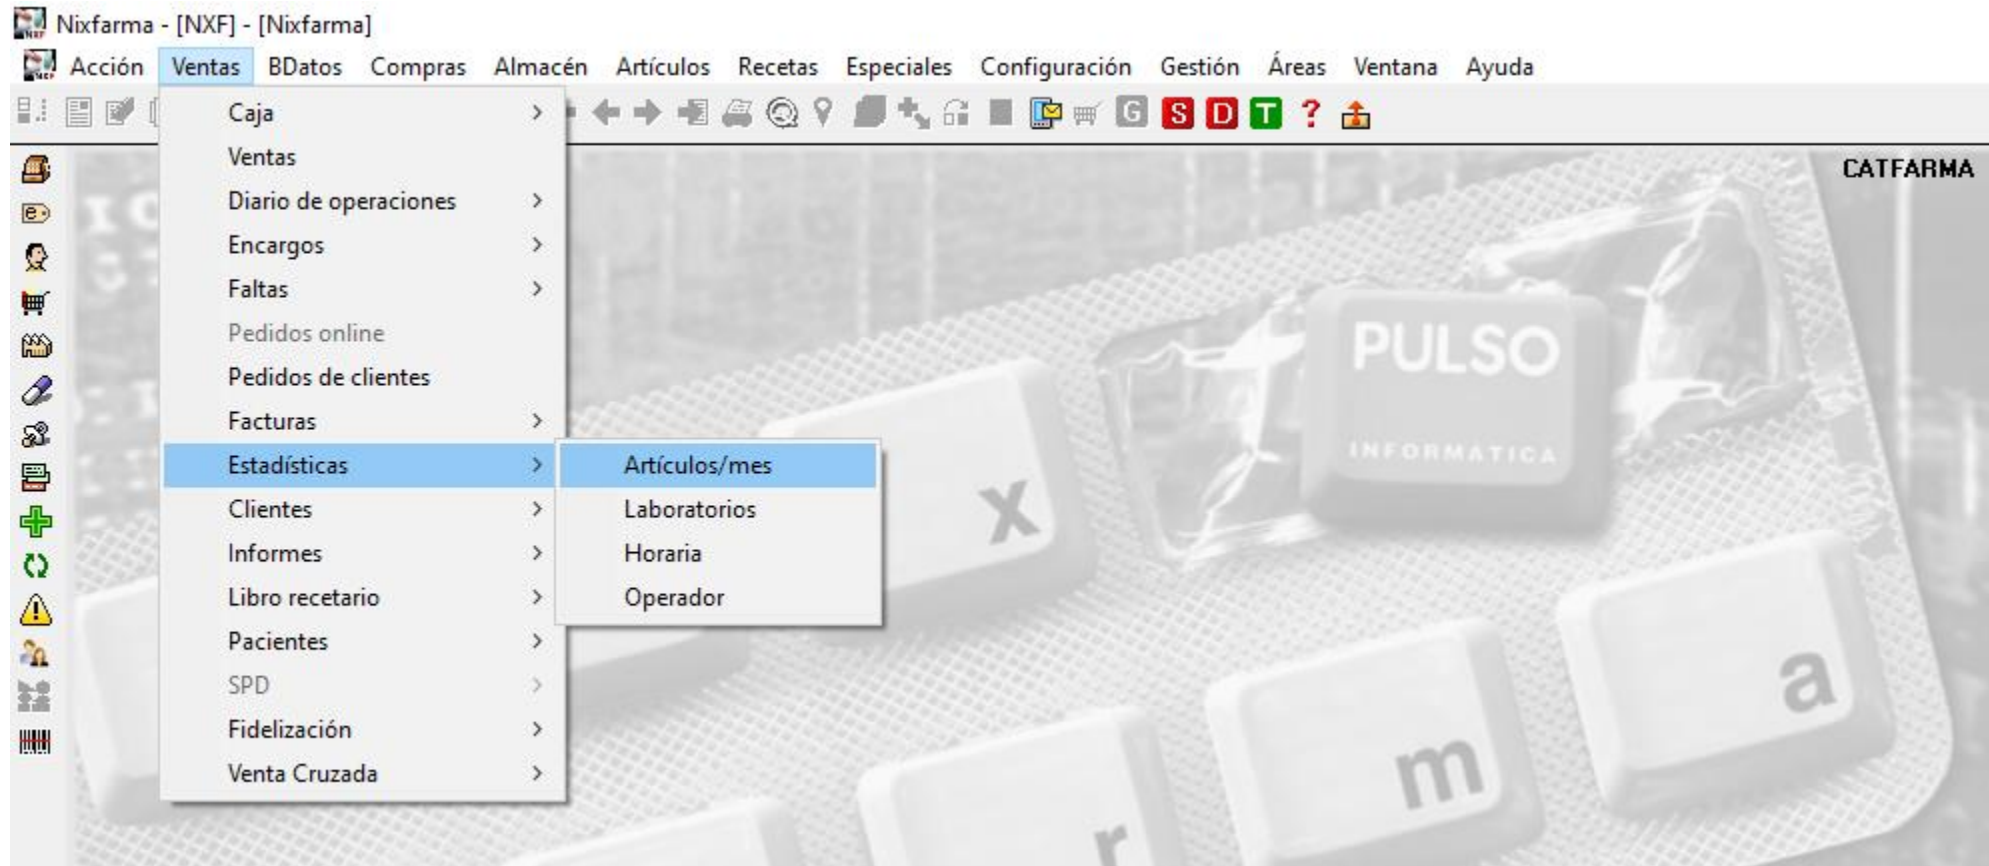 Nixfarma - [NXF] - [Nixfarma]
Acción Ventas BDatos Compras Almacén Artículos Recetas Especiales Configuración Gestión Áreas Ventana Ayuda
G S D T ?
CATFARMA
Caja
Ventas
Diario de operaciones
Encargos
Faltas
Pedidos online
Pedidos de clientes
Facturas
Estadísticas
Clientes
Informes
Libro recetario
Pacientes
SPD
Fidelización
Venta Cruzada
Artículos/mes
Laboratorios
Horaria
Operador
PULSO
INFORMÁTICA
x
a
m
r